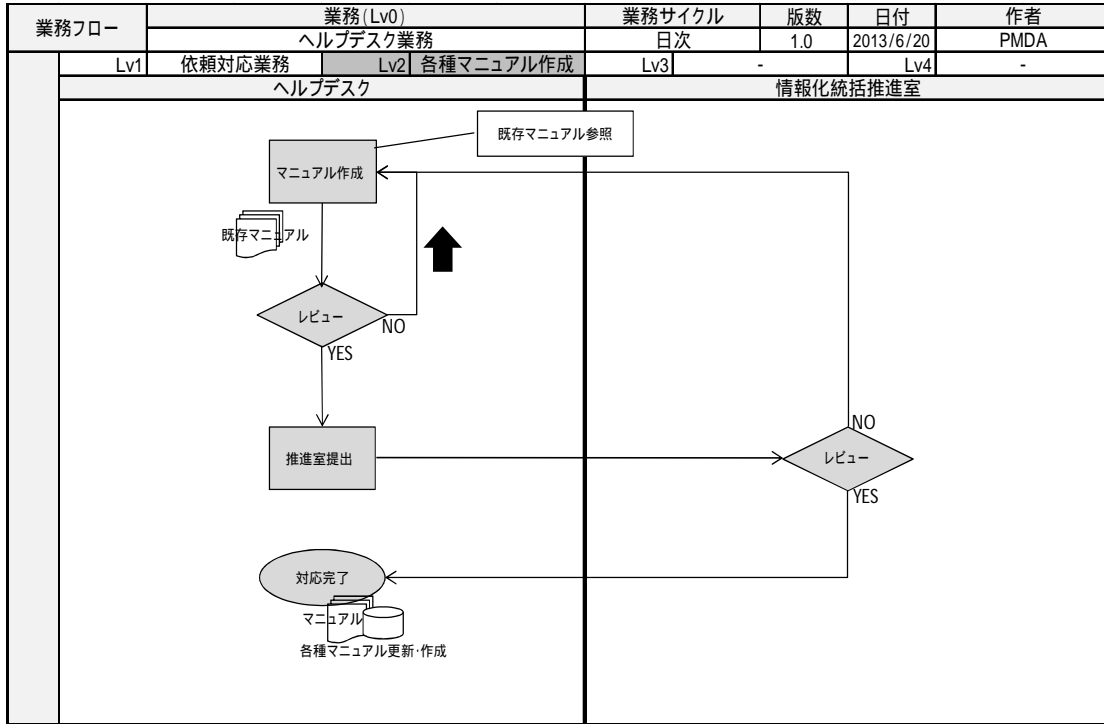 業務フロー 業務(Lv0) 業務サイクル 版数 日付 作者
ヘルプデスク業務 日次 1.0 2013/6/20 PMDA
Lv1 依頼対応業務 Lv2 各種マニュアル作成 Lv3 - Lv4 -
ヘルプデスク 情報化統括推進室
既存マニュアル参照
マニュアル作成
既存マニュアル
レビュー
NO
YES
推進室提出
NO
レビュー
YES
対応完了
マニュアル
各種マニュアル更新・作成